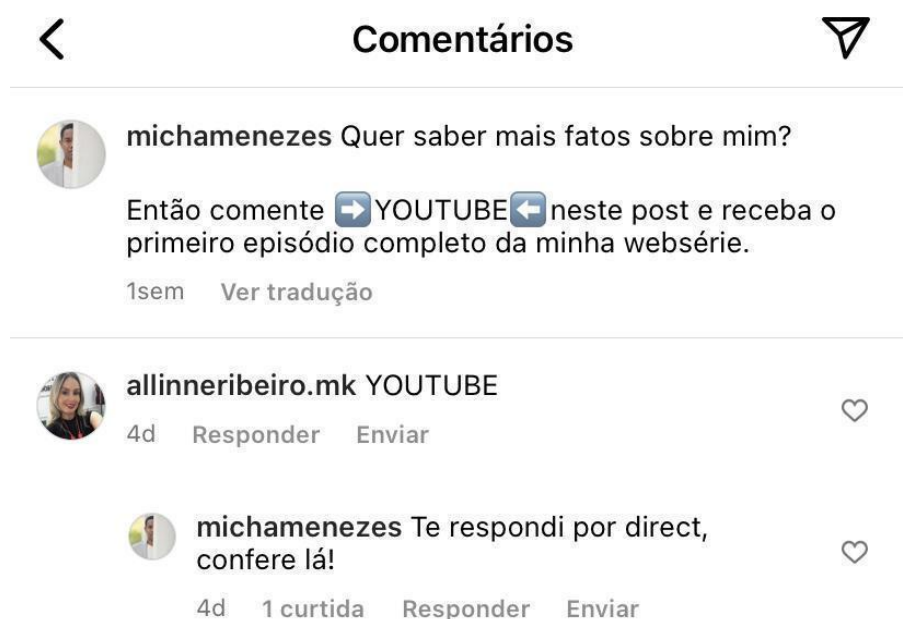 Comentários
michamenezes Quer saber mais fatos sobre mim?
Então comente ➡️YOUTUBE⬅️neste post e receba o
primeiro episódio completo da minha websérie.
1sem Ver tradução
allinneribeiro.mk YOUTUBE
4d Responder Enviar
michamenezes Te respondi por direct,
confere lá!
4d 1 curtida Responder Enviar